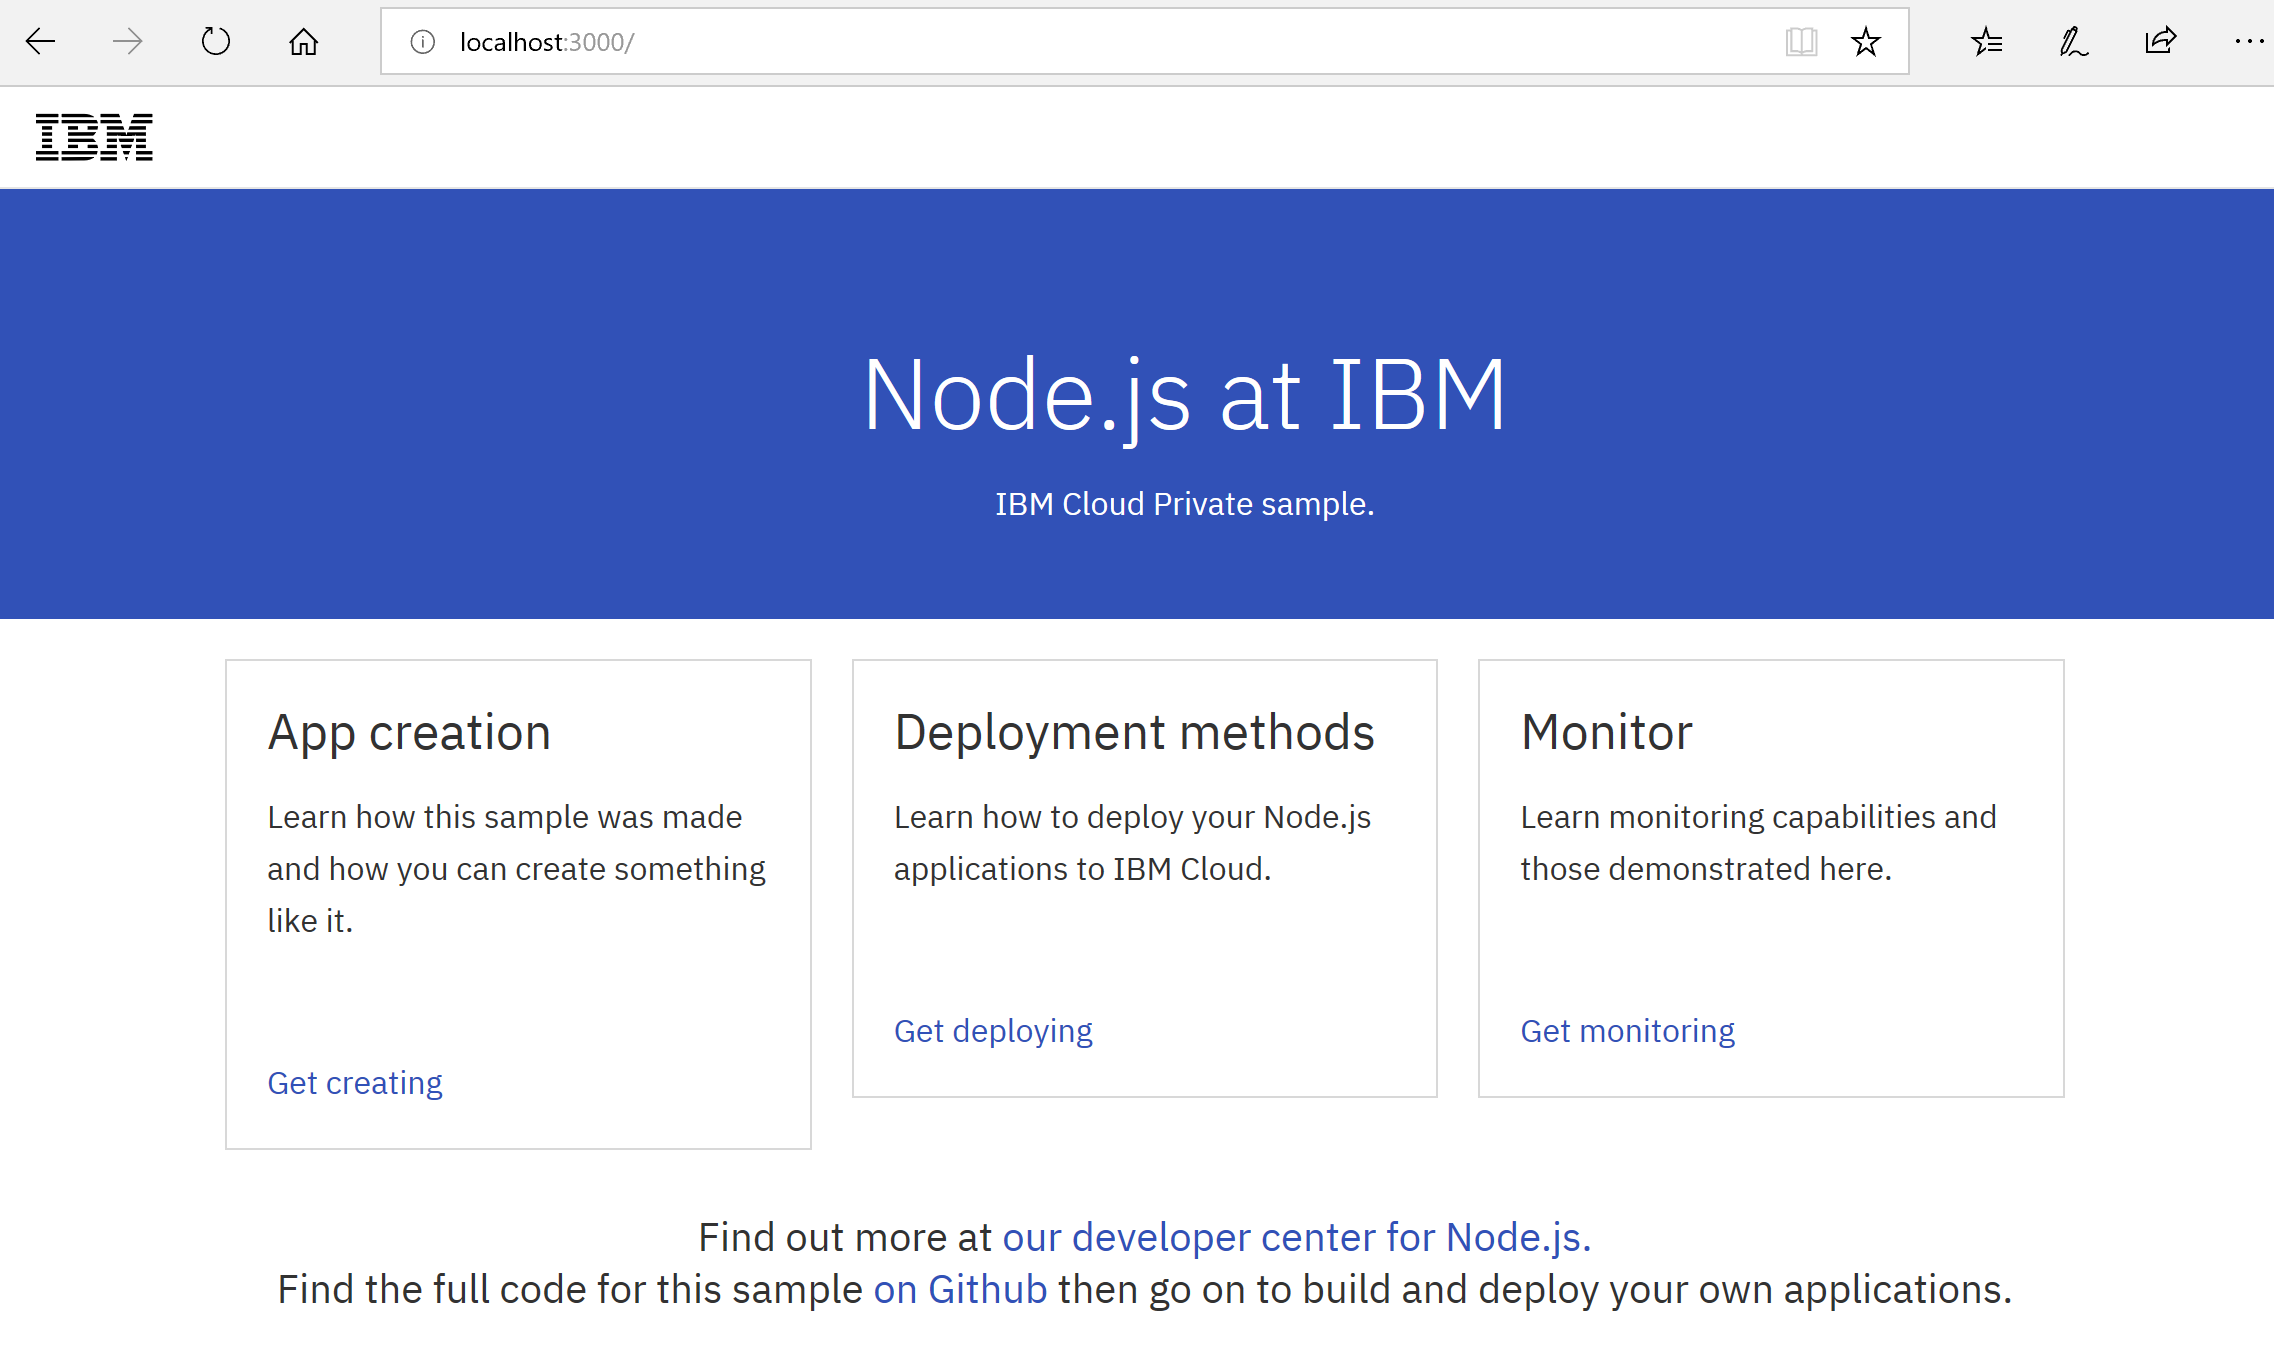 localhost:3000/
IBM
Node.js at IBM
IBM Cloud Private sample.
App creation
Learn how this sample was made
and how you can create something
like it.
Get creating
Deployment methods
Learn how to deploy your Node.js
applications to IBM Cloud.
Get deploying
Monitor
Learn monitoring capabilities and
those demonstrated here.
Get monitoring
Find out more at our developer center for Node.js.
Find the full code for this sample on Github then go on to build and deploy your own applications.